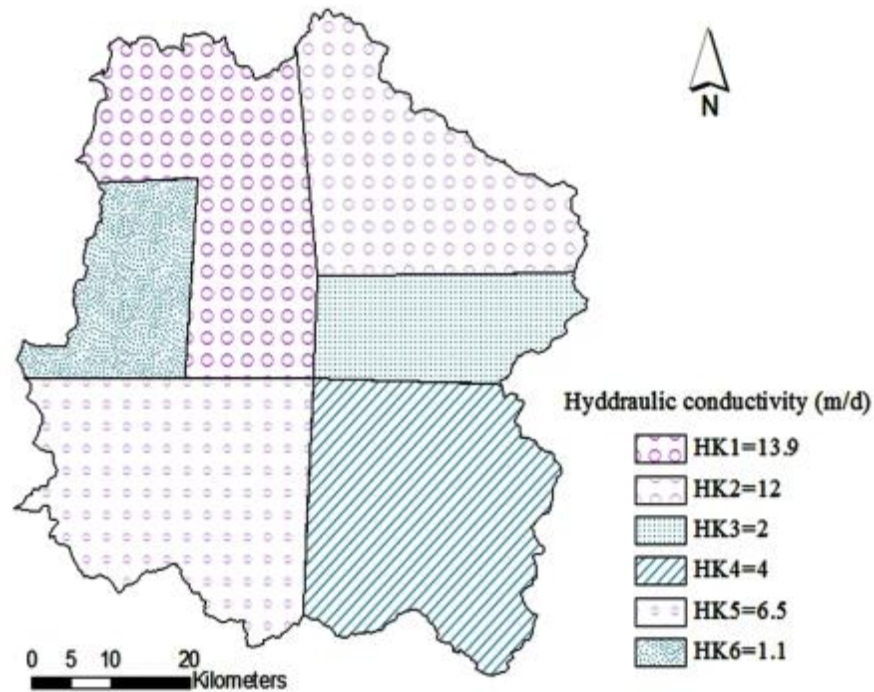 N
Hyddraulic conductivity (m/d)
HK1=13.9
HK2=12
HK3=2
HK4=4
HK5=6.5
HK6=1.1
0 5 10 20
Kilometers